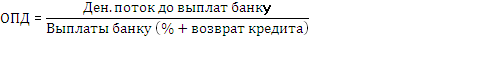 ОПД = Ден. поток до выплат банку
Выплаты банку (% + возврат кредита)